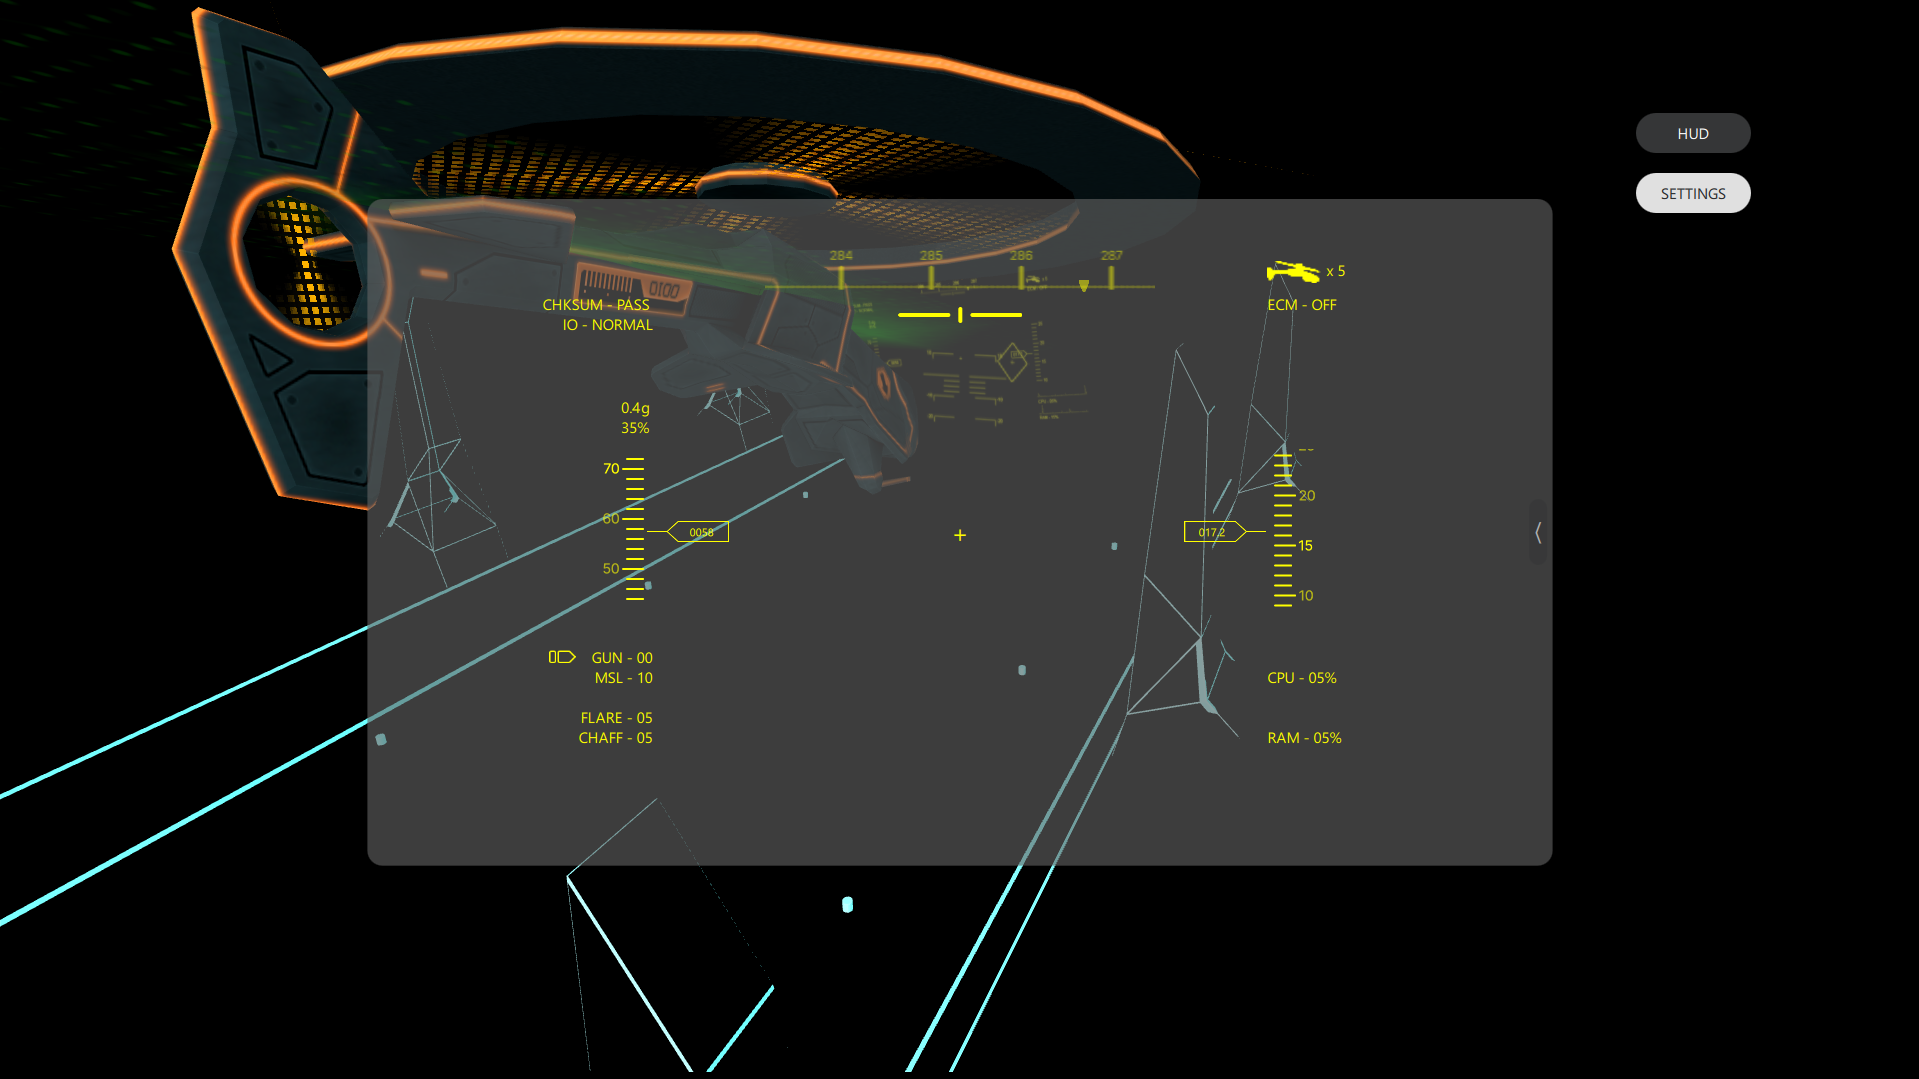 HUD
SETTINGS
284 285 286 287
x 5
CHKSUM - PASS
IO - NORMAL
ECM - OFF
0100
0.4g
35%
70
60
50
0058
017.2
20
15
10
GUN - 00
MSL - 10
FLARE - 05
CHAFF - 05
CPU - 05%
RAM - 05%